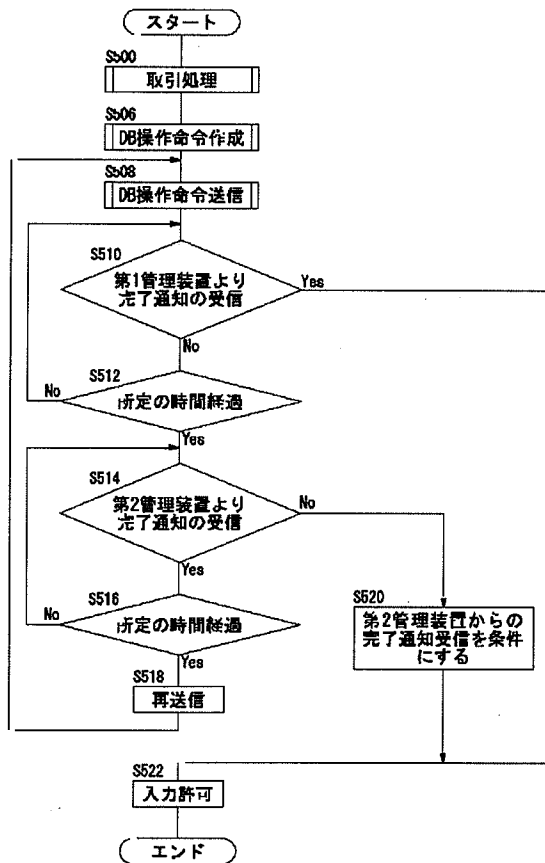 スタート
S500
取引処理
S506
DB操作命令作成
S508
DB操作命令送信
S510
第1管理装置より
完了通知の受信
Yes
No
S512
No
所定の時間経過
Yes
S514
第2管理装置より
完了通知の受信
No
Yes
S516
No
所定の時間経過
Yes
S518
再送信
S520
第2管理装置からの
完了通知受信を条件
にする
S522
入力許可
エンド